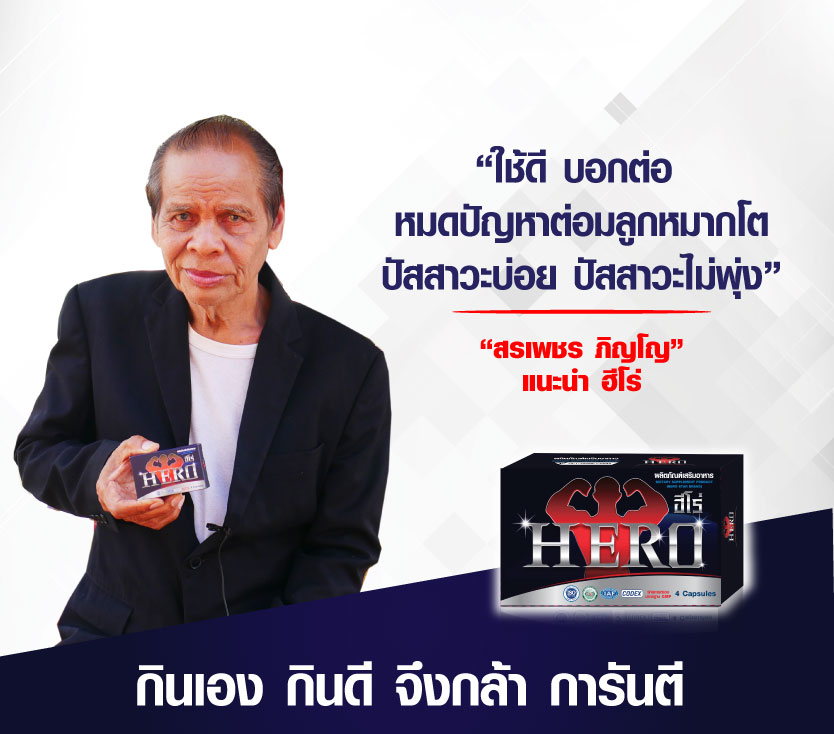 “ใช้ดี บอกต่อ
หมดปัญหาต่อมลูกหมากโต
ปัสสาวะบ่อย ปัสสาวะไม่พุ่ง”
“สรเพชร ภิญโญ”
แนะนำ ฮีโร่
ฮีโร่
HERO
ผลิตภัณฑ์เสริมอาหาร
DIETARY SUPPLEMENT PRODUCT
ฮีโร่
HERO
HERO
CODEX
4 Capsules
กินเอง กินดี จึงกล้า การันตี